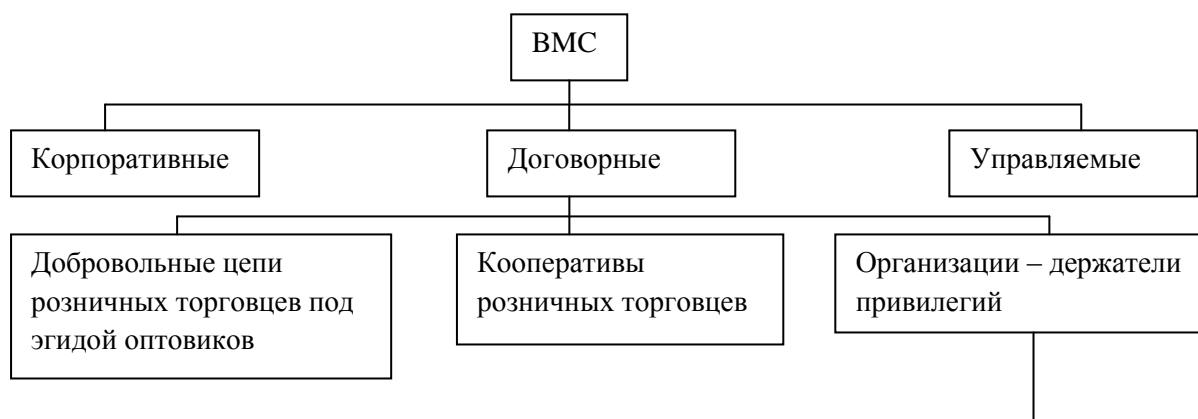 ВМС
Корпоративные
Договорные
Управляемые
Добровольные цепи
розничных торговцев под
эгидой оптовиков
Кооперативы
розничных торговцев
Организации – держатели
привилегий